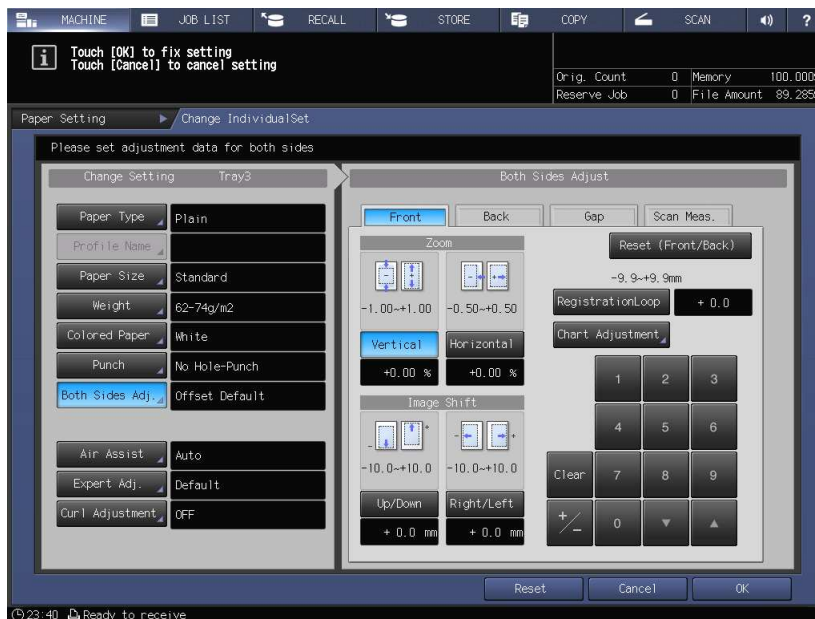 MACHINE JOB LIST RECALL STORE COPY SCAN ?
Touch [OK] to fix setting
Touch [Cancel] to cancel setting
Orig. Count 0 Memory 100.000%
Reserve Job 0 File Amount 89.285%
Paper Setting Change IndividualSet
Please set adjustment data for both sides
Change Setting Tray3
Paper Type Plain
Profile Name
Paper Size Standard
Weight 62-74g/m2
Colored Paper White
Punch No Hole-Punch
Both Sides Adj. Offset Default
Air Assist Auto
Expert Adj. Default
Curl Adjustment OFF
Both Sides Adjust
Front Back Gap Scan Meas.
Zoom
-1.00~+1.00 -0.50~+0.50
Vertical Horizontal
+0.00 % +0.00 %
Image Shift
- + - +
-10.0~+10.0 -10.0~+10.0
Up/Down Right/Left
+ 0.0 mm + 0.0 mm
Reset (Front/Back)
-9.9~+9.9mm
RegistrationLoop + 0.0
Chart Adjustment
1 2 3
4 5 6
Clear 7 8 9
+/- 0 ▼ ▲
Reset Cancel OK
23:40 Ready to receive